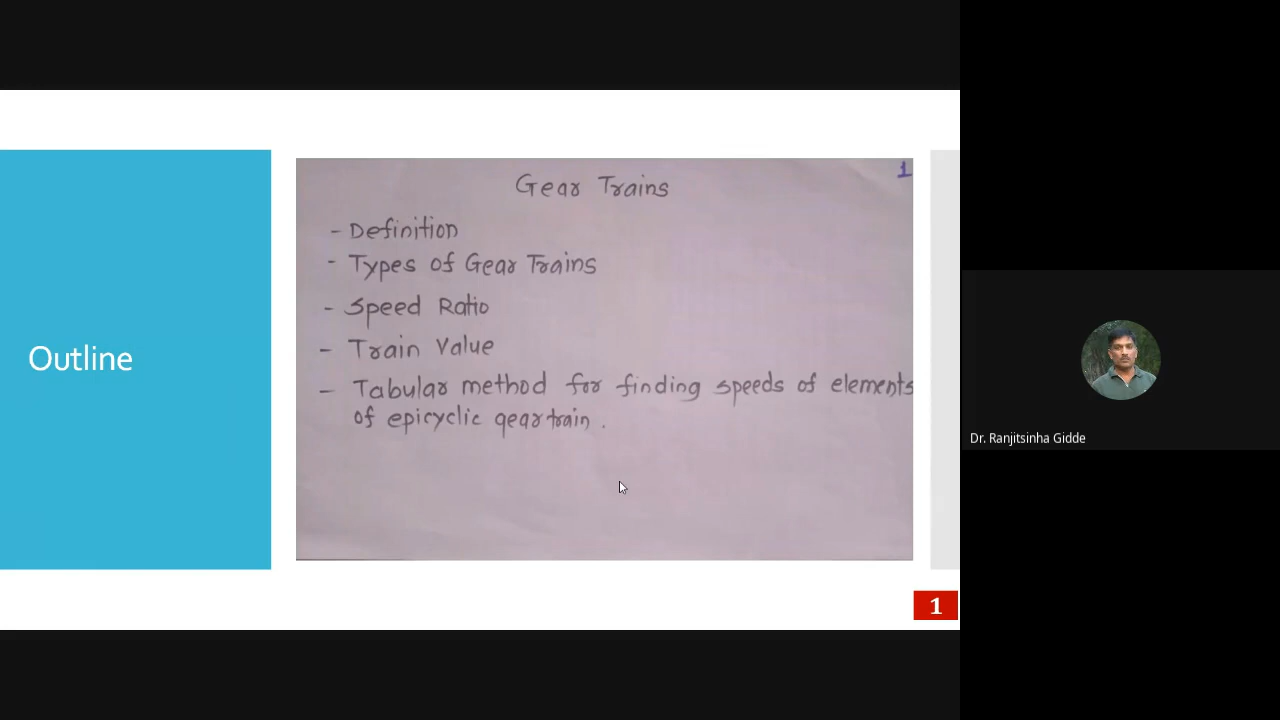 Outline
1
Gear Trains
- Definition
- Types of Gear Trains
- Speed Ratio
- Train Value
- Tabular method for finding speeds of elements
of epicyclic gear train.
1
Dr. Ranjitsinha Gidde